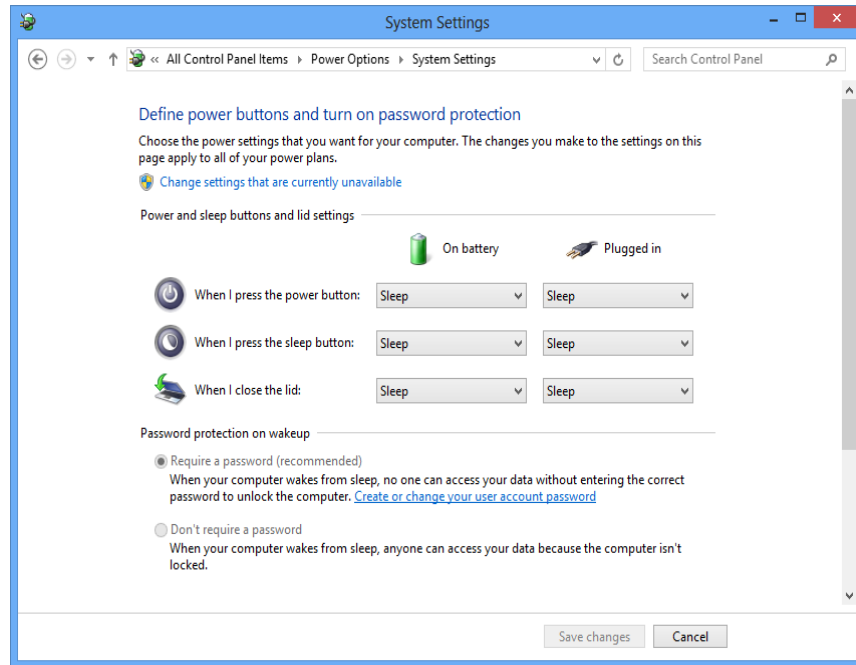 System Settings
« All Control Panel Items Power Options System Settings
Search Control Panel
Define power buttons and turn on password protection
Choose the power settings that you want for your computer. The changes you make to the settings on this
page apply to all of your power plans.
Change settings that are currently unavailable
Power and sleep buttons and lid settings
On battery Plugged in
When I press the power button: Sleep Sleep
When I press the sleep button: Sleep Sleep
When I close the lid: Sleep Sleep
Password protection on wakeup
Require a password (recommended)
When your computer wakes from sleep, no one can access your data without entering the correct
password to unlock the computer. Create or change your user account password
Don't require a password
When your computer wakes from sleep, anyone can access your data because the computer isn't
locked.
Save changes Cancel